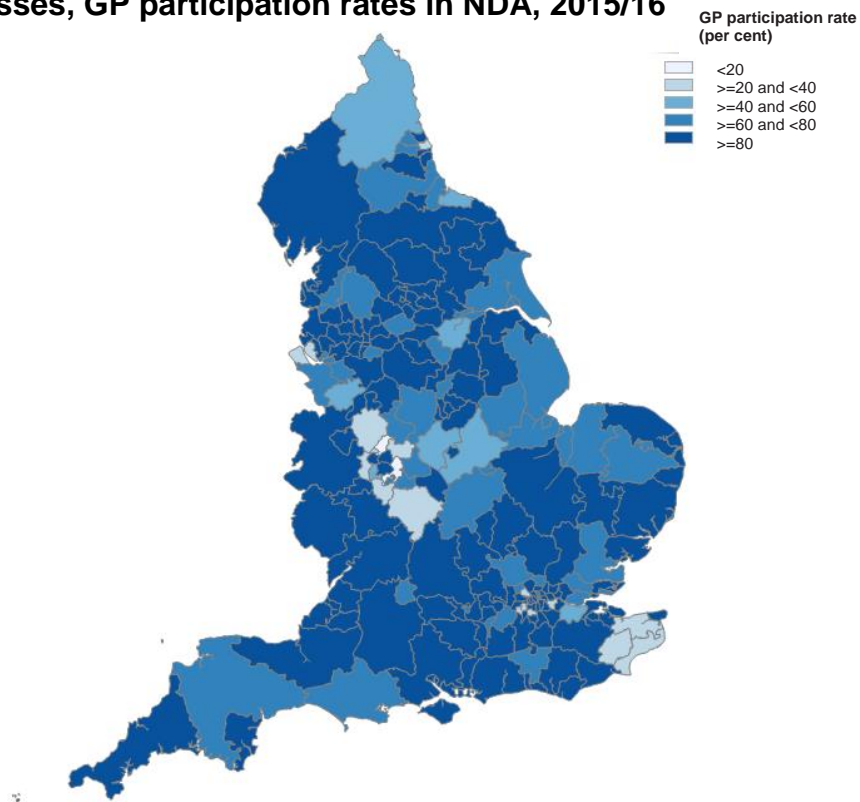 GP participation rates in NDA, 2015/16
GP participation rate
(per cent)
<20
>=20 and <40
>=40 and <60
>=60 and <80
>=80